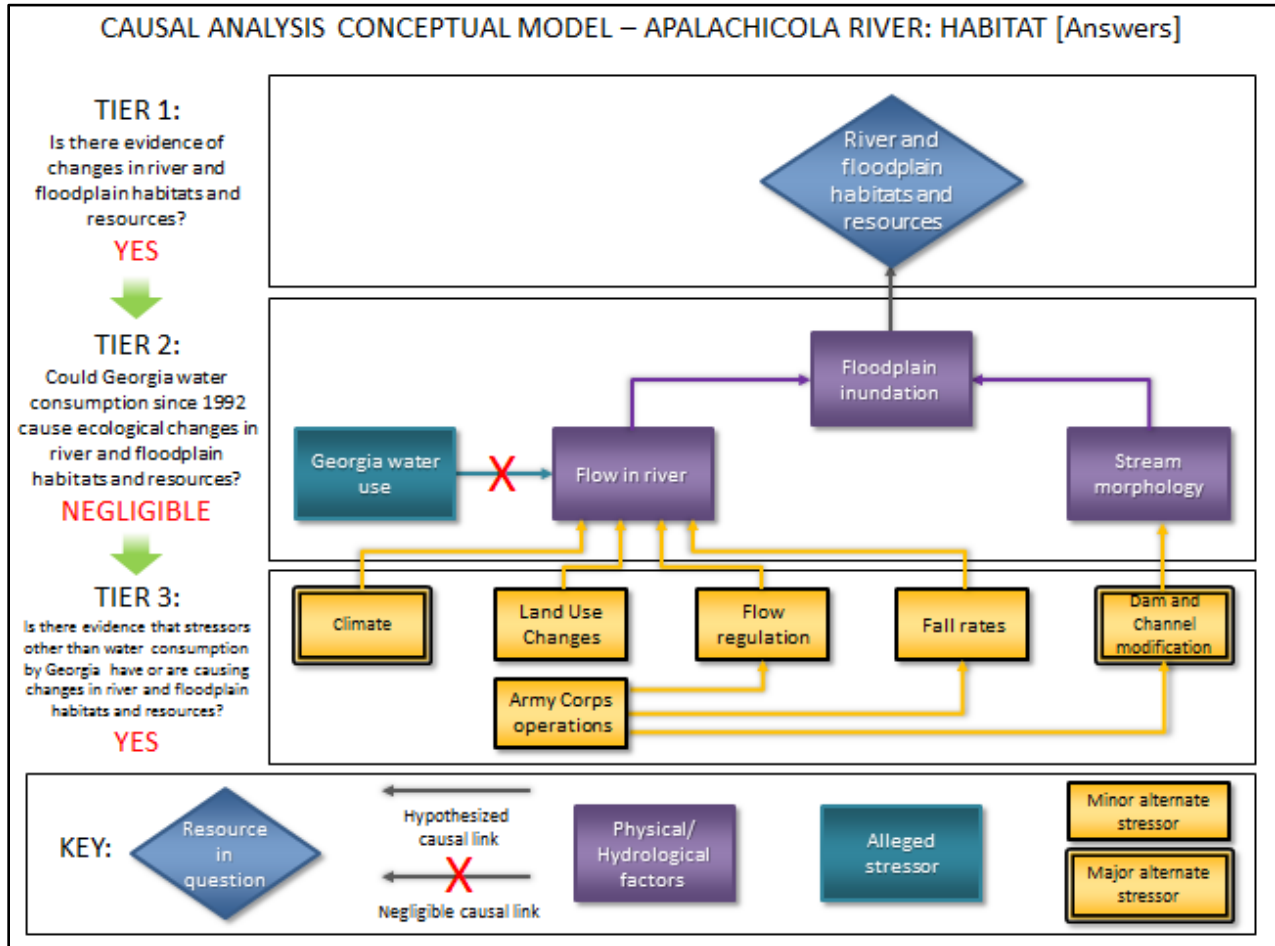 CAUSAL ANALYSIS CONCEPTUAL MODEL – APALACHICOLA RIVER: HABITAT [Answers]
TIER 1:
Is there evidence of
changes in river and
floodplain habitats and
resources?
YES
River and
floodplain
habitats and
resources
TIER 2:
Could Georgia water
consumption since 1992
cause ecological changes in
river and floodplain
habitats and resources?
NEGLIGIBLE
Floodplain
inundation
Georgia water
use
X
Flow in river
Stream
morphology
TIER 3:
Is there evidence that stressors
other than water consumption
by Georgia have or are causing
changes in river and floodplain
habitats and resources?
YES
Climate
Land Use
Changes
Flow
regulation
Fall rates
Dam and
Channel
modification
Army Corps
operations
KEY:
Resource
in
question
Hypothesized
causal link
X
Negligible causal link
Physical/
Hydrological
factors
Alleged
stressor
Minor alternate
stressor
Major alternate
stressor